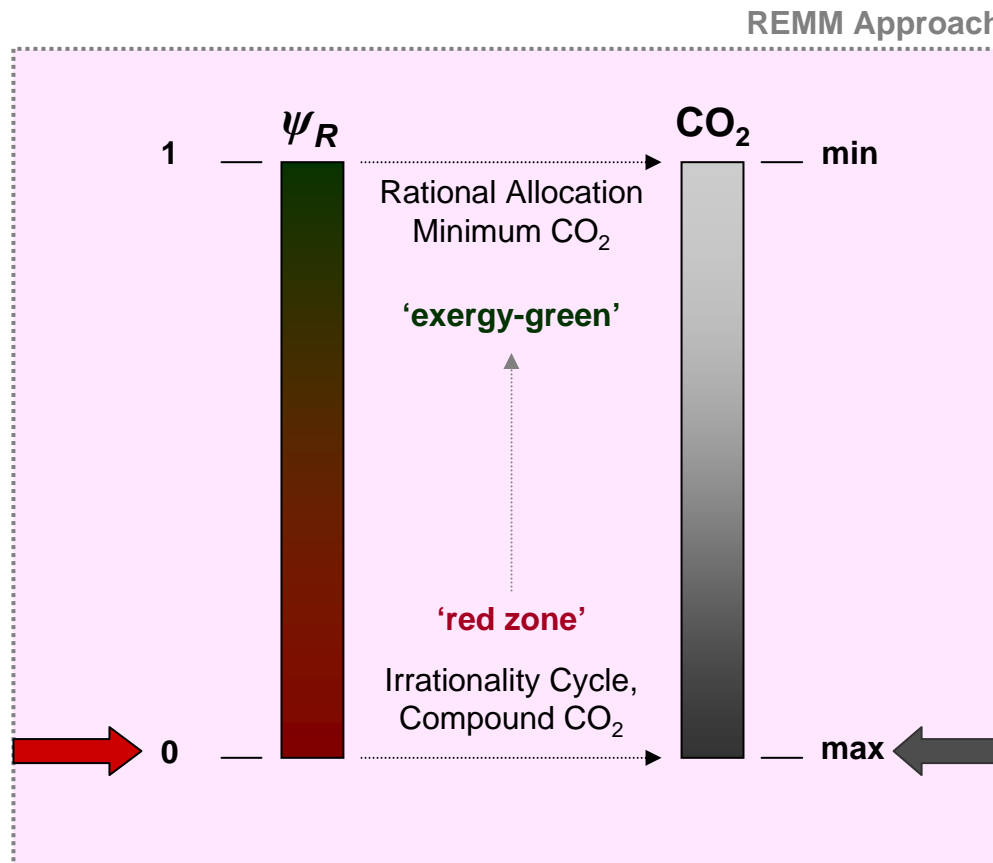 REMM Approach
ψR CO2
1 min
Rational Allocation
Minimum CO2
‘exergy-green’
‘red zone’
Irrationality Cycle,
Compound CO2
0 max